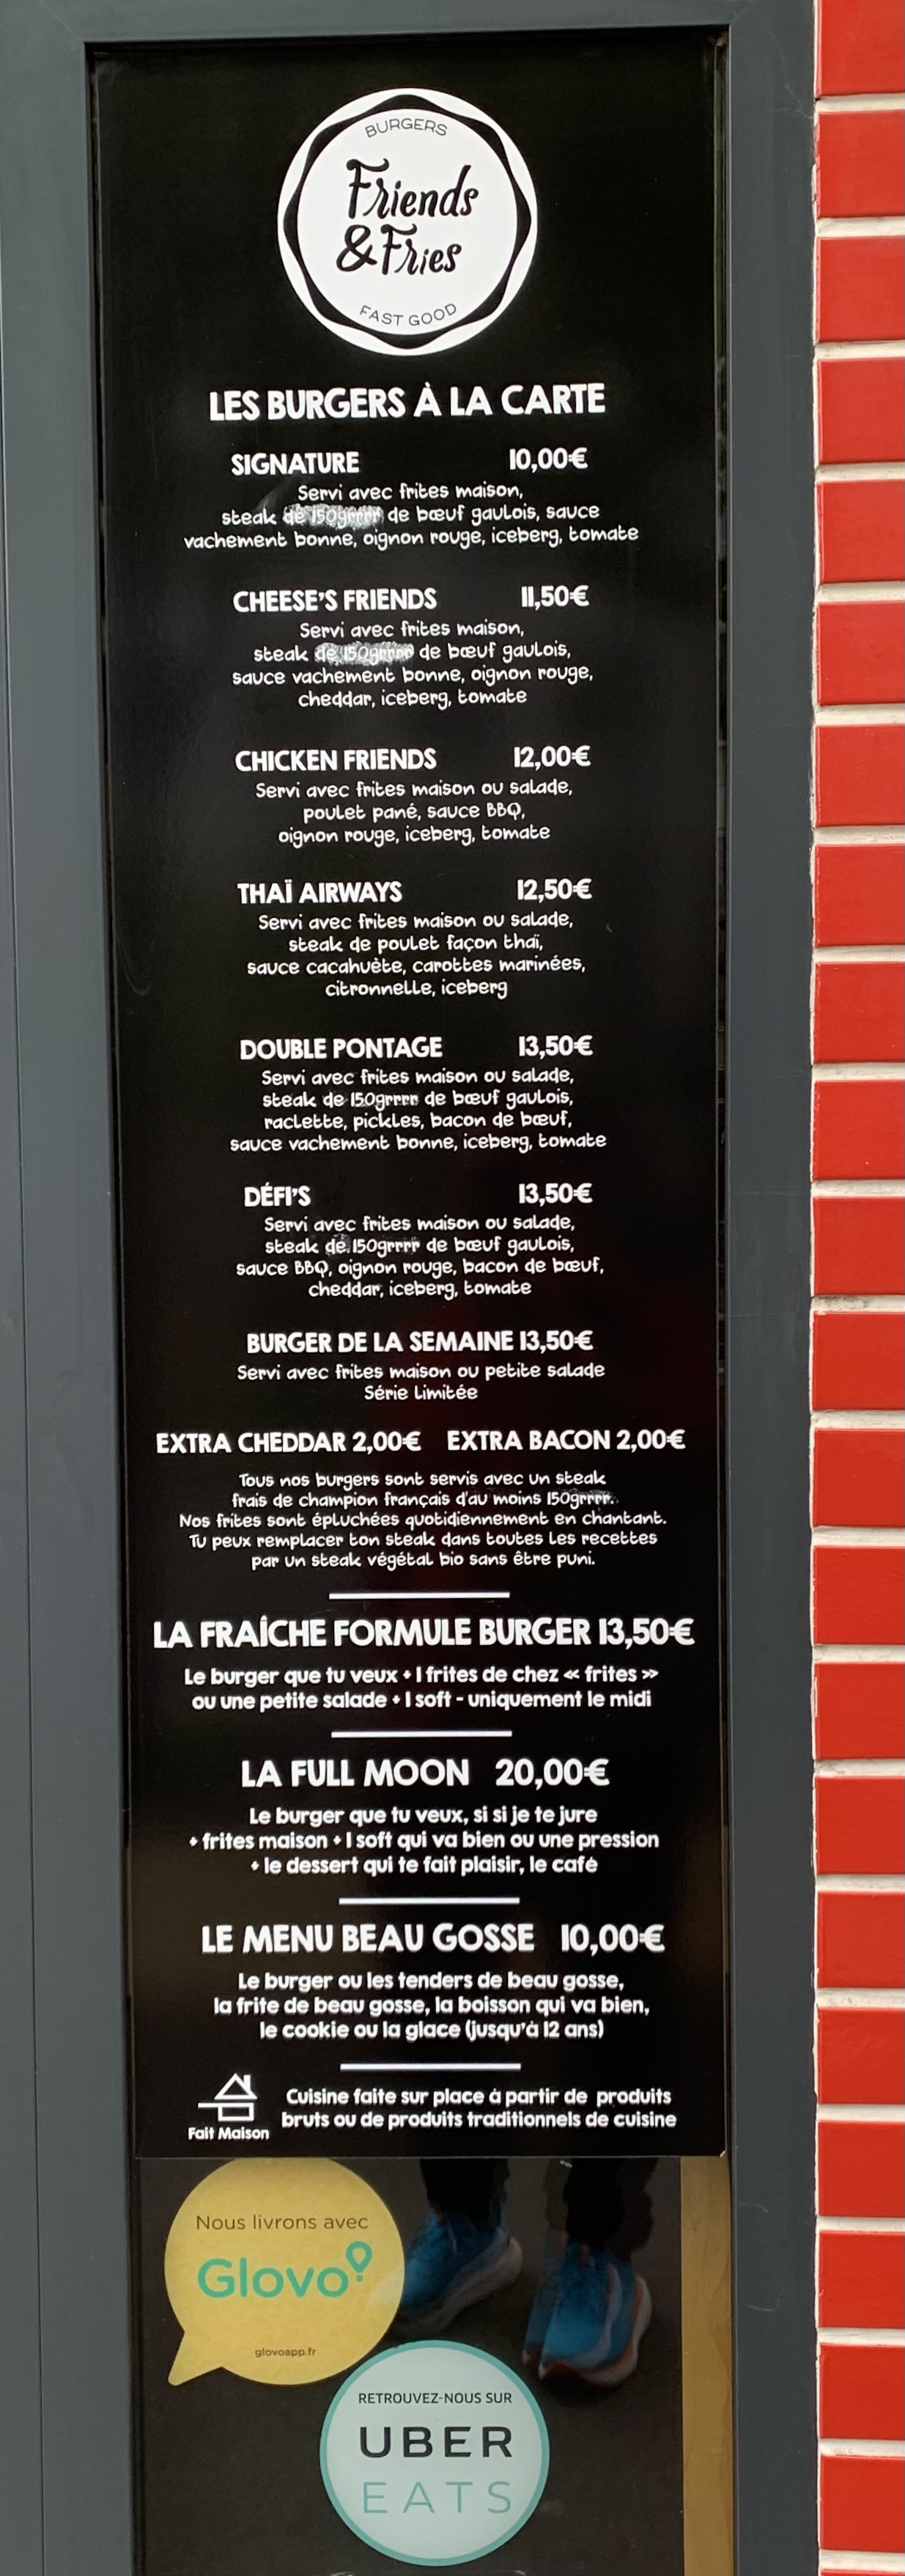 BURGERS
Friends
& Fries
FAST GOOD
LES BURGERS À LA CARTE
SIGNATURE 10,00€
Servi avec frites maison,
steak de 150grrrr de bœuf gaulois, sauce
vachement bonne, oignon rouge, iceberg, tomate
CHEESE'S FRIENDS 11,50€
Servi avec frites maison,
steak de 150grrrr de bœuf gaulois,
sauce vachement bonne, oignon rouge,
cheddar, iceberg, tomate
CHICKEN FRIENDS 12,00€
Servi avec frites maison ou salade,
poulet pané, sauce BBQ,
oignon rouge, iceberg, tomate
THAÏ AIRWAYS 12,50€
Servi avec frites maison ou salade,
steak de poulet façon thaï,
sauce cacahuète, carottes marinées,
citronnelle, iceberg
DOUBLE PONTAGE 13,50€
Servi avec frites maison ou salade,
steak de 150grrrr de bœuf gaulois,
raclette, pickles, bacon de bœuf,
sauce vachement bonne, iceberg, tomate
DÉFI'S 13,50€
Servi avec frites maison ou salade,
steak de 150grrrr de bœuf gaulois,
sauce BBQ, oignon rouge, bacon de bœuf,
cheddar, iceberg, tomate
BURGER DE LA SEMAINE 13,50€
Servi avec frites maison ou petite salade
Série limitée
EXTRA CHEDDAR 2,00€ EXTRA BACON 2,00€
Tous nos burgers sont servis avec un steak
frais de champion français d'au moins 150grrrr.
Nos frites sont épluchées quotidiennement en chantant.
Tu peux remplacer ton steak dans toutes les recettes
par un steak végétal bio sans être puni.
LA FRAÎCHE FORMULE BURGER 13,50€
Le burger que tu veux + 1 frites de chez « frites »
ou une petite salade + 1 soft - uniquement le midi
LA FULL MOON 20,00€
Le burger que tu veux, si si je te jure
+ frites maison + 1 soft qui va bien ou une pression
+ le dessert qui te fait plaisir, le café
LE MENU BEAU GOSSE 10,00€
Le burger ou les tenders de beau gosse,
la frite de beau gosse, la boisson qui va bien,
le cookie ou la glace (jusqu'à 12 ans)
Cuisine faite sur place à partir de produits
bruts ou de produits traditionnels de cuisine
Fait Maison
Nous livrons avec
Glovo
glovoapp.fr
RETROUVEZ-NOUS SUR
UBER
EATS